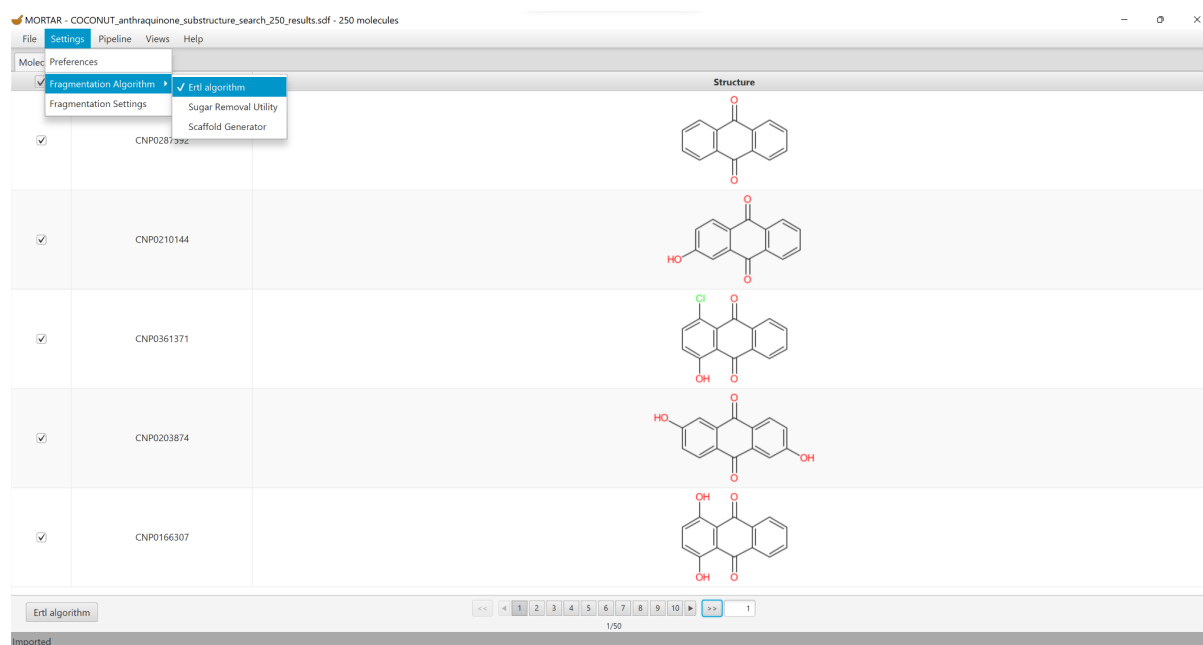 MORTAR - COCONUT_anthraquinone_substructure_search_250_results.sdf - 250 molecules
File Settings Pipeline Views Help
Molec
Preferences
Fragmentation Algorithm
Ertl algorithm
Fragmentation Settings
Sugar Removal Utility
Scaffold Generator
Structure
CNP0287592
O
O
CNP0210144
O
HO
O
CNP0361371
Cl O
OH O
CNP0203874
O
HO
OH
O
CNP0166307
OH O
OH O
Ertl algorithm
<< 1 2 3 4 5 6 7 8 9 10 >> 1
1/50
Imported